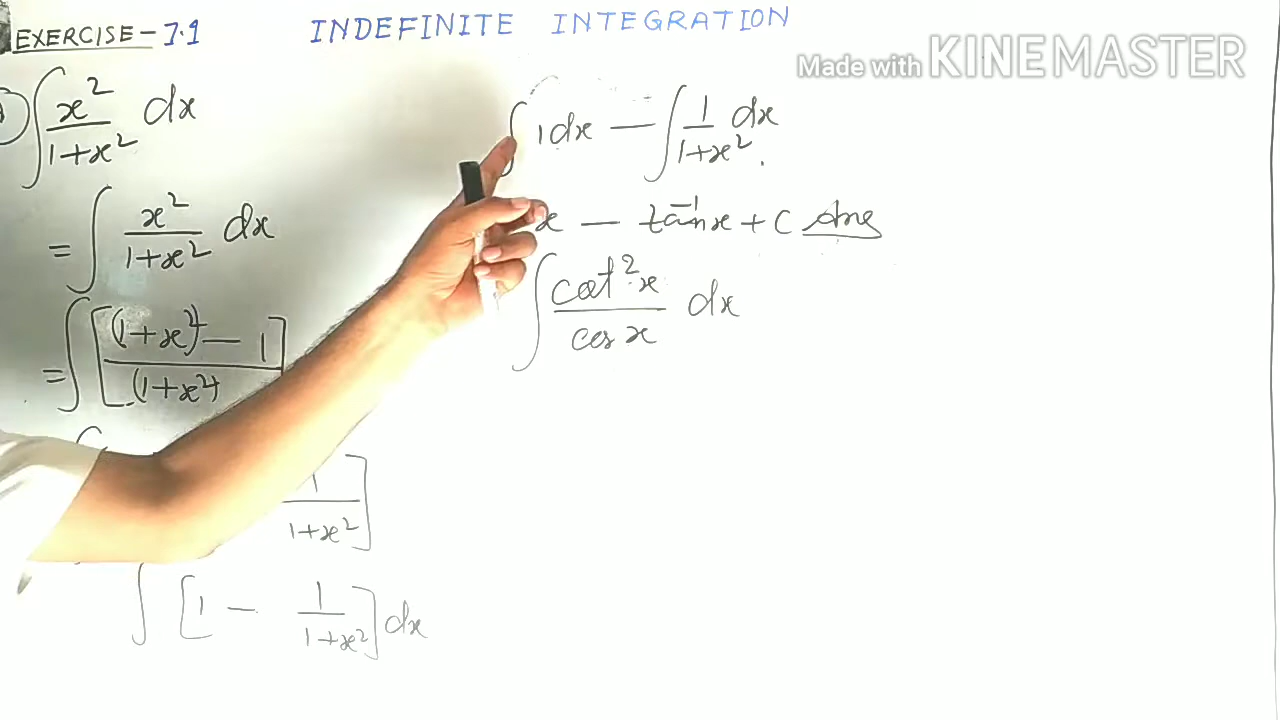 EXERCISE-7.1 INDEFINITE INTEGRATION
Made with KINEMASTER
∫ x²/1+x² dx
= ∫ x²/1+x² dx
= ∫ [(1+x²)-1/(1+x²)
1/1+x²]
∫ [1 - 1/1+x²] dx
∫ 1dx - ∫ 1/1+x² dx
x - tan⁻¹x + C Ans
∫ cot²x/cos x dx